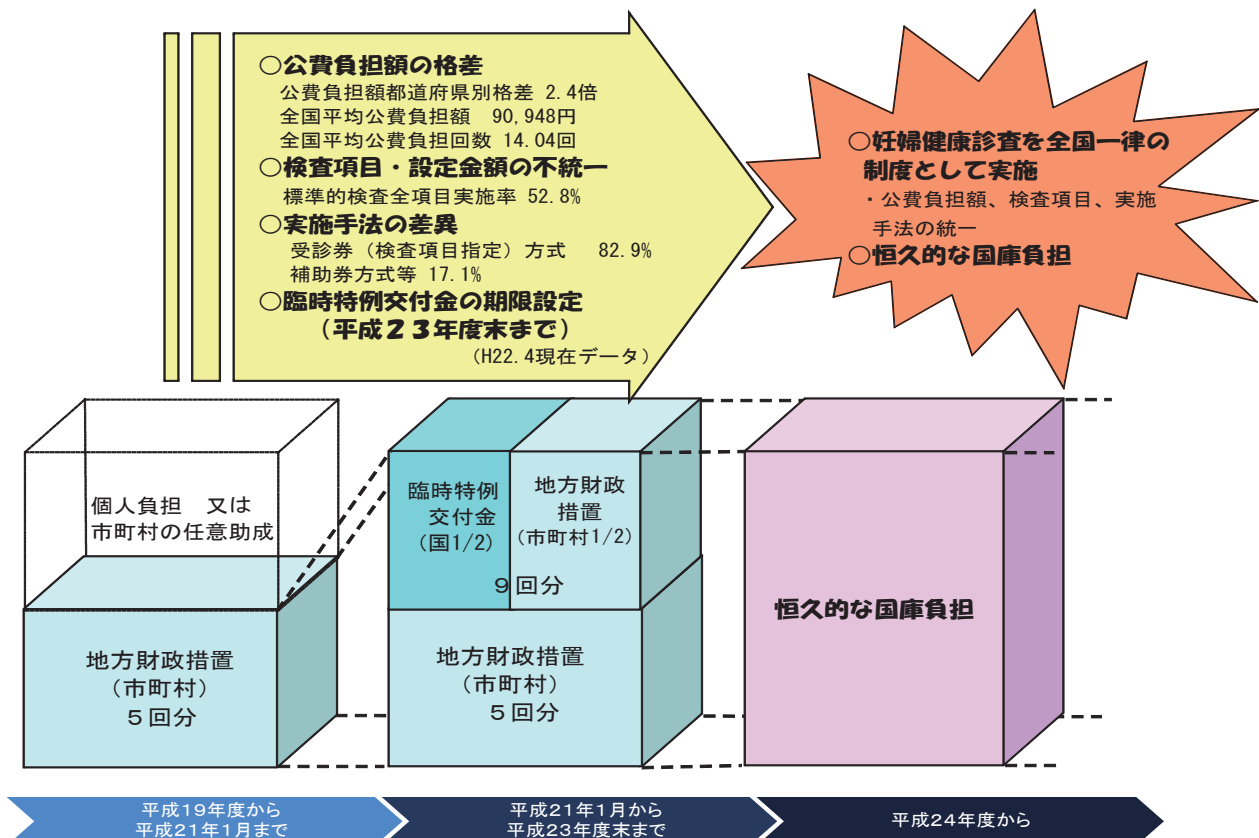 ○公費負担額の格差
公費負担額都道府県別格差 2.4倍
全国平均公費負担額 90,948円
全国平均公費負担回数 14.04回
○検査項目・設定金額の不統一
標準的検査全項目実施率 52.8%
○実施手法の差異
受診券（検査項目指定）方式 82.9%
補助券方式等 17.1%
○臨時特例交付金の期限設定
（平成２３年度末まで）
（H22.4現在データ）
○妊婦健康診査を全国一律の
制度として実施
・公費負担額、検査項目、実施
手法の統一
○恒久的な国庫負担
個人負担　又は
市町村の任意助成
地方財政措置
（市町村）
５回分
臨時特例
交付金
(国1/2)
地方財政
措置
(市町村1/2)
９回分
地方財政措置
（市町村）
５回分
恒久的な国庫負担
平成19年度から
平成21年1月まで
平成21年1月から
平成23年度末まで
平成24年度から